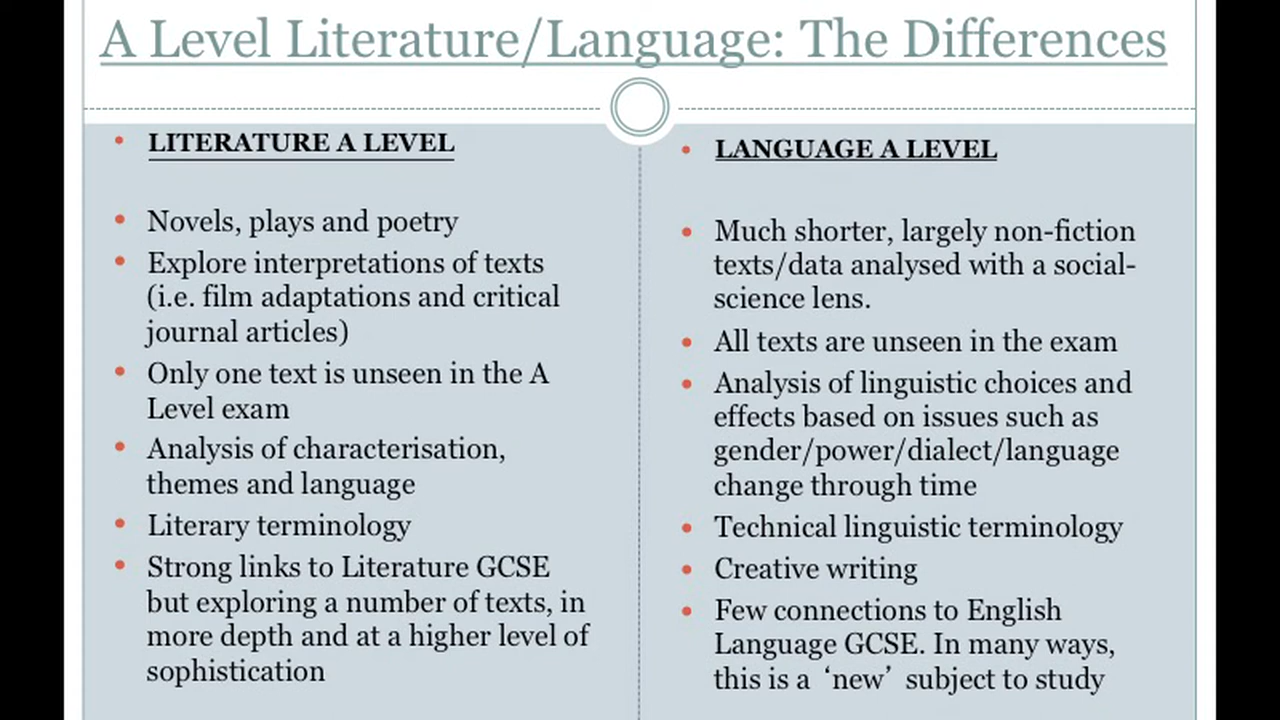 A Level Literature/Language: The Differences
LITERATURE A LEVEL
Novels, plays and poetry
Explore interpretations of texts
(i.e. film adaptations and critical
journal articles)
Only one text is unseen in the A
Level exam
Analysis of characterisation,
themes and language
Literary terminology
Strong links to Literature GCSE
but exploring a number of texts, in
more depth and at a higher level of
sophistication
LANGUAGE A LEVEL
Much shorter, largely non-fiction
texts/data analysed with a social-
science lens.
All texts are unseen in the exam
Analysis of linguistic choices and
effects based on issues such as
gender/power/dialect/language
change through time
Technical linguistic terminology
Creative writing
Few connections to English
Language GCSE. In many ways,
this is a ‘new’ subject to study